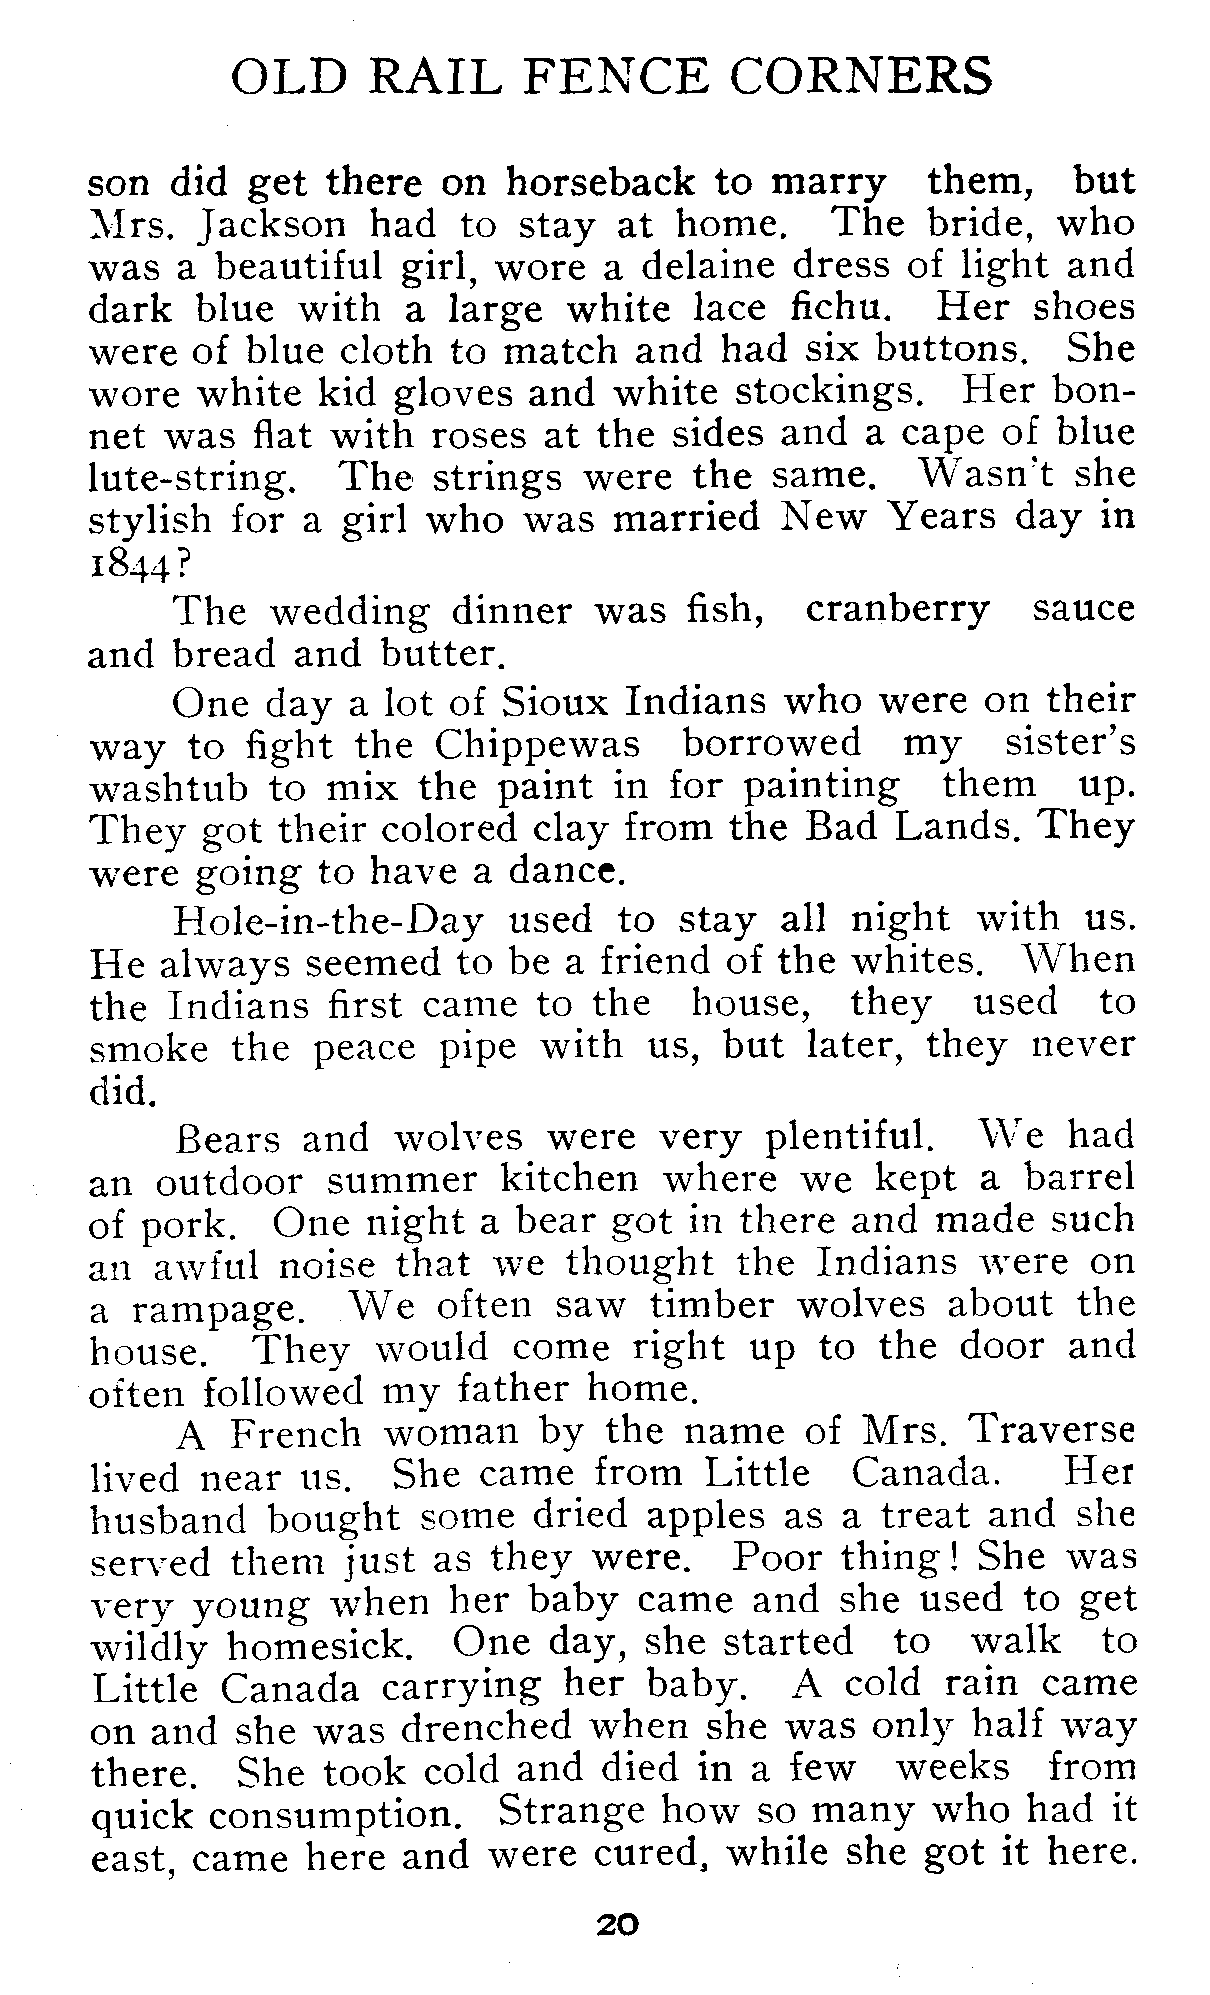 OLD RAIL FENCE CORNERS
son did get there on horseback to marry them, but
Mrs. Jackson had to stay at home. The bride, who
was a beautiful girl, wore a delaine dress of light and
dark blue with a large white lace fichu. Her shoes
were of blue cloth to match and had six buttons. She
wore white kid gloves and white stockings. Her bon-
net was flat with roses at the sides and a cape of blue
lute-string. The strings were the same. Wasn't she
stylish for a girl who was married New Years day in
1844?
The wedding dinner was fish, cranberry sauce
and bread and butter.
One day a lot of Sioux Indians who were on their
way to fight the Chippewas borrowed my sister's
washtub to mix the paint in for painting them up.
They got their colored clay from the Bad Lands. They
were going to have a dance.
Hole-in-the-Day used to stay all night with us.
He always seemed to be a friend of the whites. When
the Indians first came to the house, they used to
smoke the peace pipe with us, but later, they never
did.
Bears and wolves were very plentiful. We had
an outdoor summer kitchen where we kept a barrel
of pork. One night a bear got in there and made such
an awful noise that we thought the Indians were on
a rampage. We often saw timber wolves about the
house. They would come right up to the door and
often followed my father home.
A French woman by the name of Mrs. Traverse
lived near us. She came from Little Canada. Her
husband bought some dried apples as a treat and she
served them just as they were. Poor thing! She was
very young when her baby came and she used to get
wildly homesick. One day, she started to walk to
Little Canada carrying her baby. A cold rain came
on and she was drenched when she was only half way
there. She took cold and died in a few weeks from
quick consumption. Strange how so many who had it
east, came here and were cured, while she got it here.
20